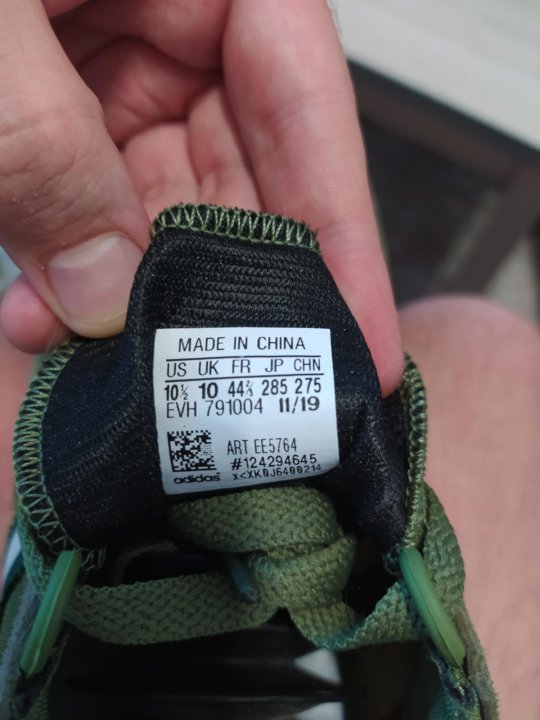 MADE IN CHINA
US UK FR JP CHN
10½ 10 44⅔ 285 275
EVH 791004 11/19
ART EE5764
#124294645
X<XK0J6400214
adidas